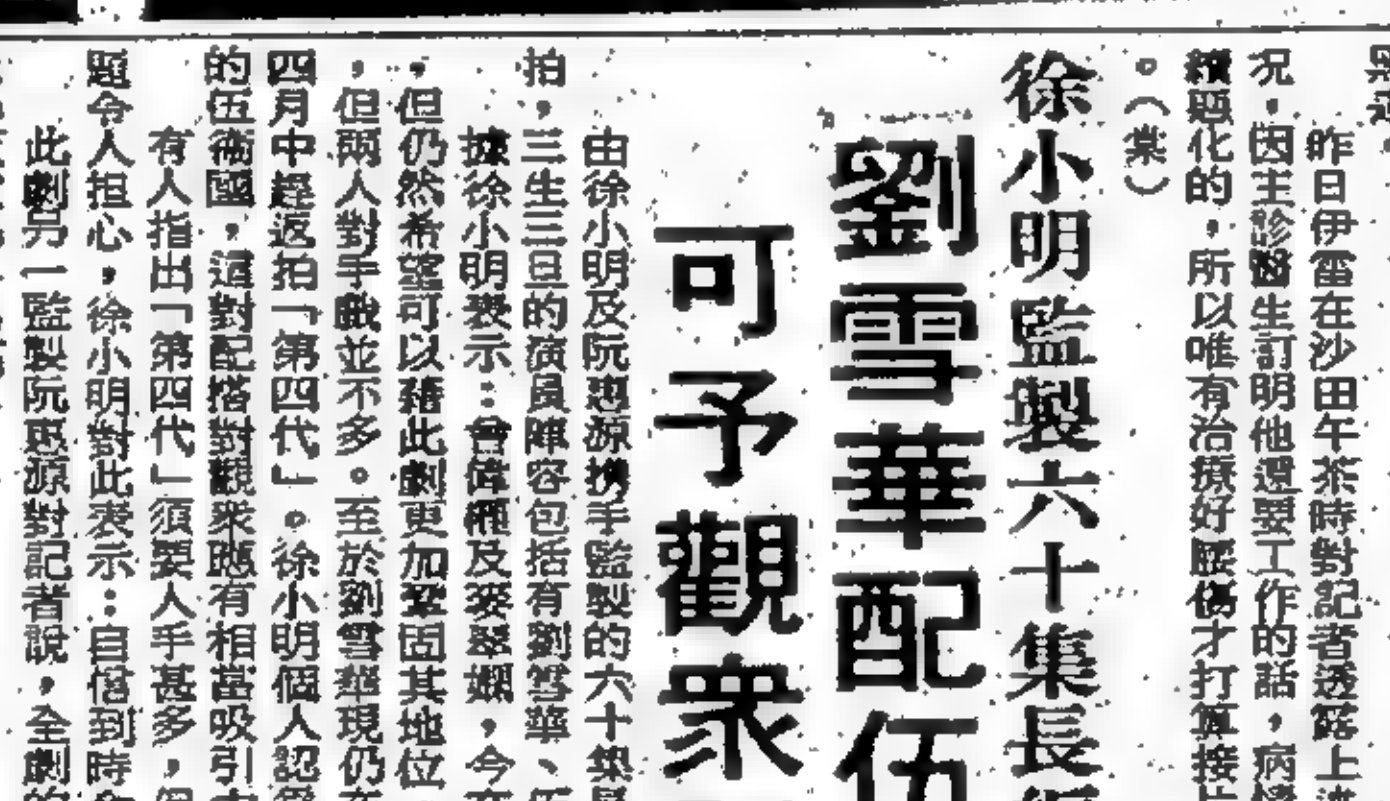 昨日伊雷在沙田午茶時對記者透露上
况，因主診醫生訂明他還要工作的話，病
續惡化的，所以唯有治療好腰傷才打算接
。（棠）
徐小明監製六十集長
劉雪華配伍
可予觀衆
由徐小明及阮惠源携手監製的六十集
拍，三生三旦的演員陣容包括有劉雪華、
據徐小明表示：曾偉權及麥翠嫻，今
，但仍然希望可以藉此劇更加鞏固其地位
，但兩人對手戲並不多。至於劉雪華現仍
四月中趕返拍「第四代」。徐小明個人認
的伍衞國，這對配搭對觀衆應有相當吸引
有人指出「第四代」須要人手甚多，
題令人担心，徐小明對此表示：自信到時
此劇另一監製阮惠源對記者說，全劇的